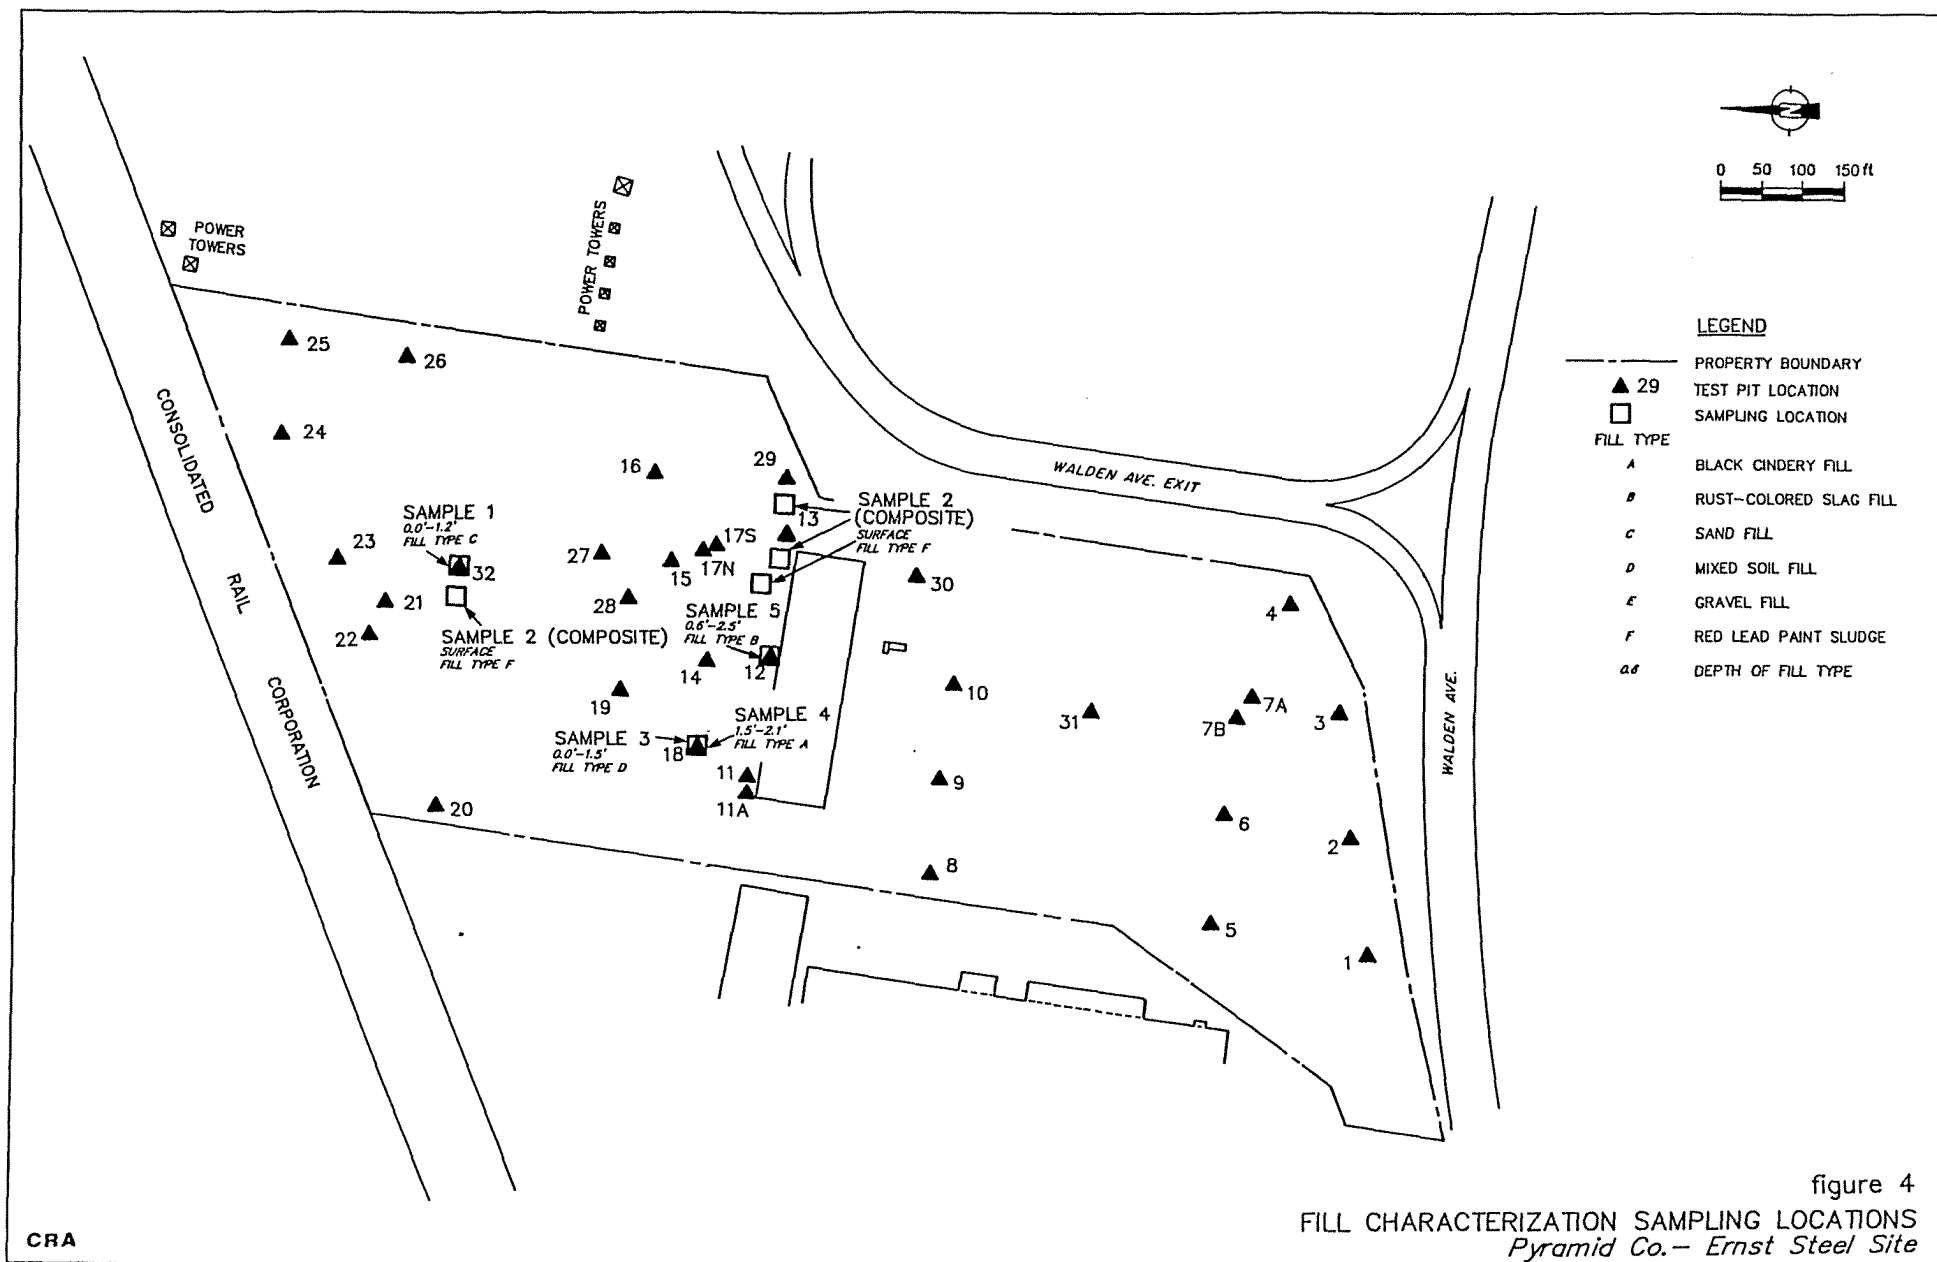 0 50 100 150 ft
POWER
TOWERS
POWER TOWERS
LEGEND
PROPERTY BOUNDARY
29 TEST PIT LOCATION
SAMPLING LOCATION
FILL TYPE
A BLACK CINDERY FILL
B RUST-COLORED SLAG FILL
C SAND FILL
D MIXED SOIL FILL
E GRAVEL FILL
F RED LEAD PAINT SLUDGE
0.6 DEPTH OF FILL TYPE
25
26
24
16
29
WALDEN AVE. EXIT
SAMPLE 2
(COMPOSITE)
SURFACE
FILL TYPE F
13
SAMPLE 1
0.0'-1.2'
FILL TYPE C
23
32
27
15
17S
17N
30
4
21
22
28
SAMPLE 5
0.6'-2.5'
FILL TYPE B
SAMPLE 2 (COMPOSITE)
SURFACE
FILL TYPE F
14
12
10
19
31
7A
7B
3
SAMPLE 4
1.5'-2.1'
FILL TYPE A
SAMPLE 3
0.0'-1.5'
FILL TYPE D
18
11
11A
9
20
6
2
8
5
1
CONSOLIDATED
RAIL
CORPORATION
WALDEN AVE.
figure 4
FILL CHARACTERIZATION SAMPLING LOCATIONS
Pyramid Co.- Ernst Steel Site
CRA